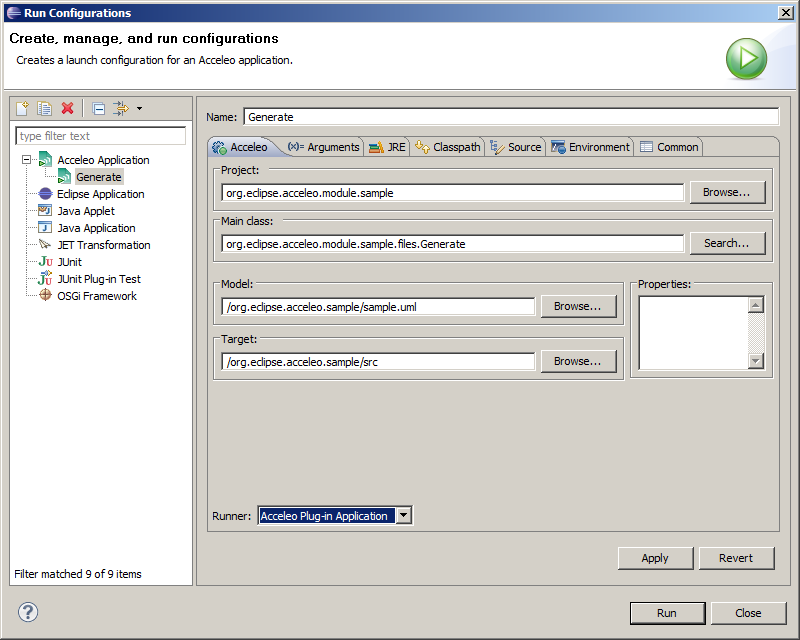 Run Configurations
Create, manage, and run configurations
Creates a launch configuration for an Acceleo application.
type filter text
Acceleo Application
Generate
Eclipse Application
Java Applet
Java Application
JET Transformation
JUnit
JUnit Plug-in Test
OSGi Framework
Filter matched 9 of 9 items
Name: Generate
Acceleo (x)= Arguments JRE Classpath Source Environment Common
Project:
org.eclipse.acceleo.module.sample Browse...
Main class:
org.eclipse.acceleo.module.sample.files.Generate Search...
Model:
/org.eclipse.acceleo.sample/sample.uml Browse...
Target:
/org.eclipse.acceleo.sample/src Browse...
Properties:
Runner: Acceleo Plug-in Application
Apply Revert
? Run Close